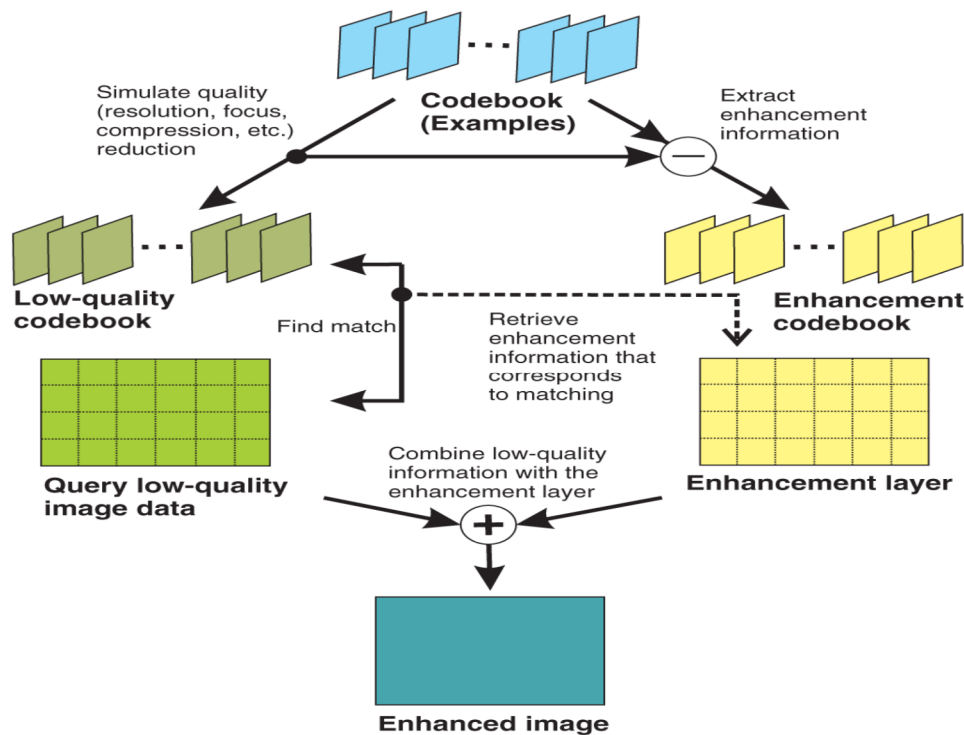 Simulate quality
(resolution, focus,
compression, etc.)
reduction
Codebook
(Examples)
Extract
enhancement
information
Low-quality
codebook
Find match
Retrieve
enhancement
information that
corresponds
to matching
Enhancement
codebook
Query low-quality
image data
Combine low-quality
information with the
enhancement layer
Enhancement layer
Enhanced image